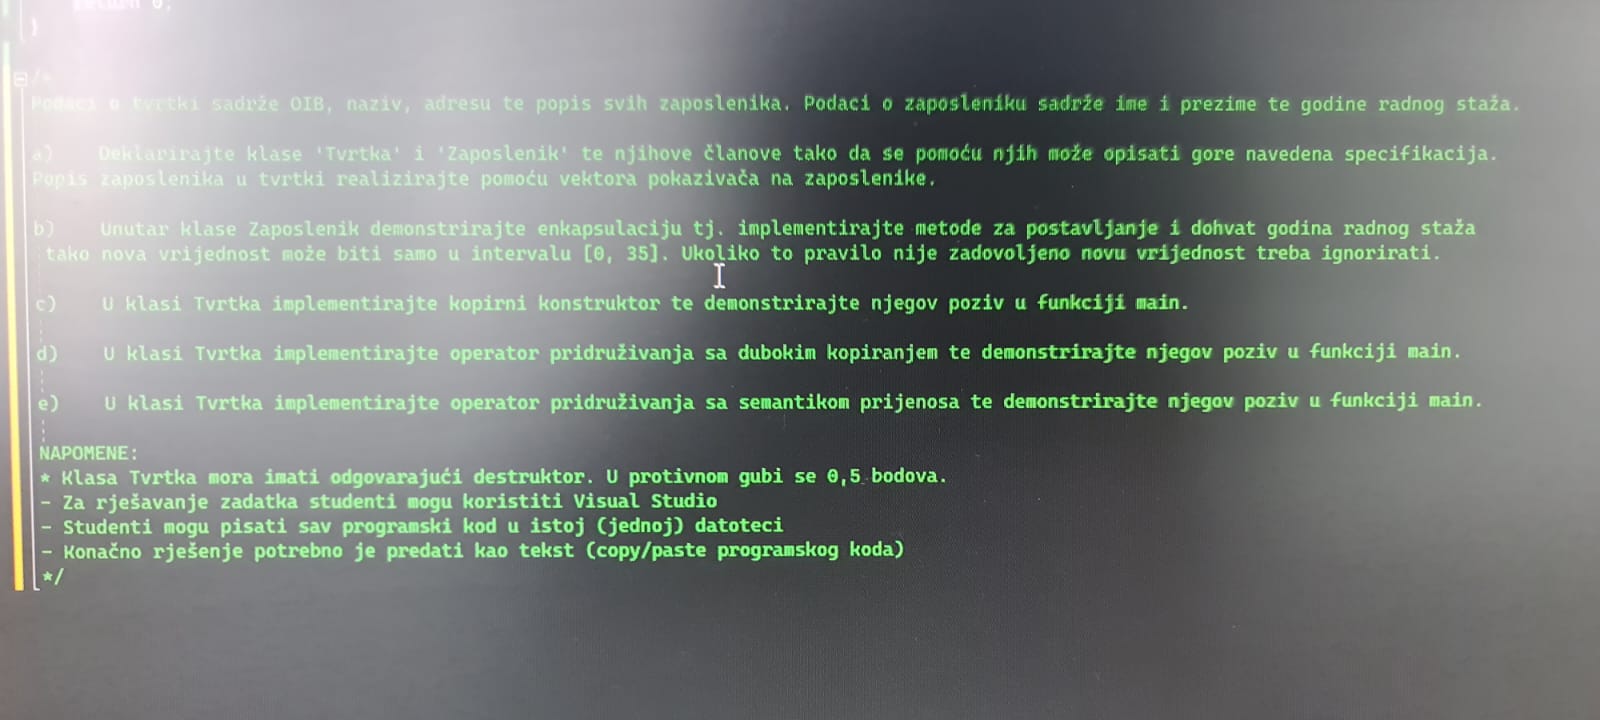 return 0;
}
/*
Podaci o tvrtki sadrže OIB, naziv, adresu te popis svih zaposlenika. Podaci o zaposleniku sadrže ime i prezime te godine radnog staža.
a) Deklarirajte klase 'Tvrtka' i 'Zaposlenik' te njihove članove tako da se pomoću njih može opisati gore navedena specifikacija.
Popis zaposlenika u tvrtki realizirajte pomoću vektora pokazivača na zaposlenike.
b) Unutar klase Zaposlenik demonstrirajte enkapsulaciju tj. implementirajte metode za postavljanje i dohvat godina radnog staža
tako nova vrijednost može biti samo u intervalu [0, 35]. Ukoliko to pravilo nije zadovoljeno novu vrijednost treba ignorirati.
c) U klasi Tvrtka implementirajte kopirni konstruktor te demonstrirajte njegov poziv u funkciji main.
d) U klasi Tvrtka implementirajte operator pridruživanja sa dubokim kopiranjem te demonstrirajte njegov poziv u funkciji main.
e) U klasi Tvrtka implementirajte operator pridruživanja sa semantikom prijenosa te demonstrirajte njegov poziv u funkciji main.
NAPOMENE:
* Klasa Tvrtka mora imati odgovarajući destruktor. U protivnom gubi se 0,5 bodova.
- Za rješavanje zadatka studenti mogu koristiti Visual Studio
- Studenti mogu pisati sav programski kod u istoj (jednoj) datoteci
- Konačno rješenje potrebno je predati kao tekst (copy/paste programskog koda)
*/